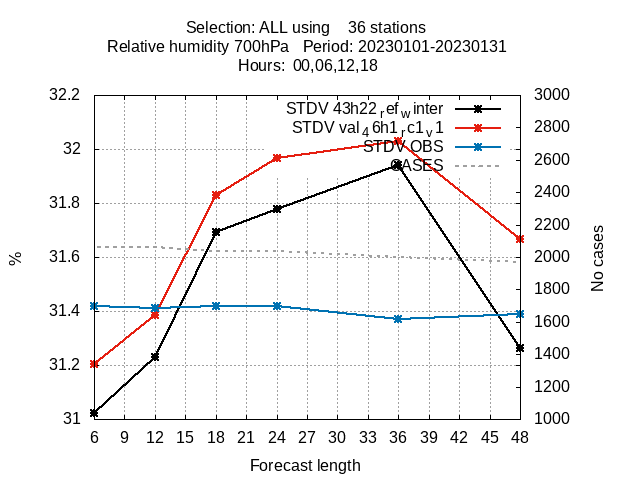 Selection: ALL using 36 stations
Relative humidity 700hPa Period: 20230101-20230131
Hours: 00,06,12,18
32.2
32
31.8
31.6
31.4
31.2
31
%
STDV 43h22refwinter
STDV val46h1rc1v1
STDV OBS
CASES
3000
2800
2600
2400
2200
2000
1800
1600
1400
1200
1000
No cases
6 9 12 15 18 21 24 27 30 33 36 39 42 45 48
Forecast length